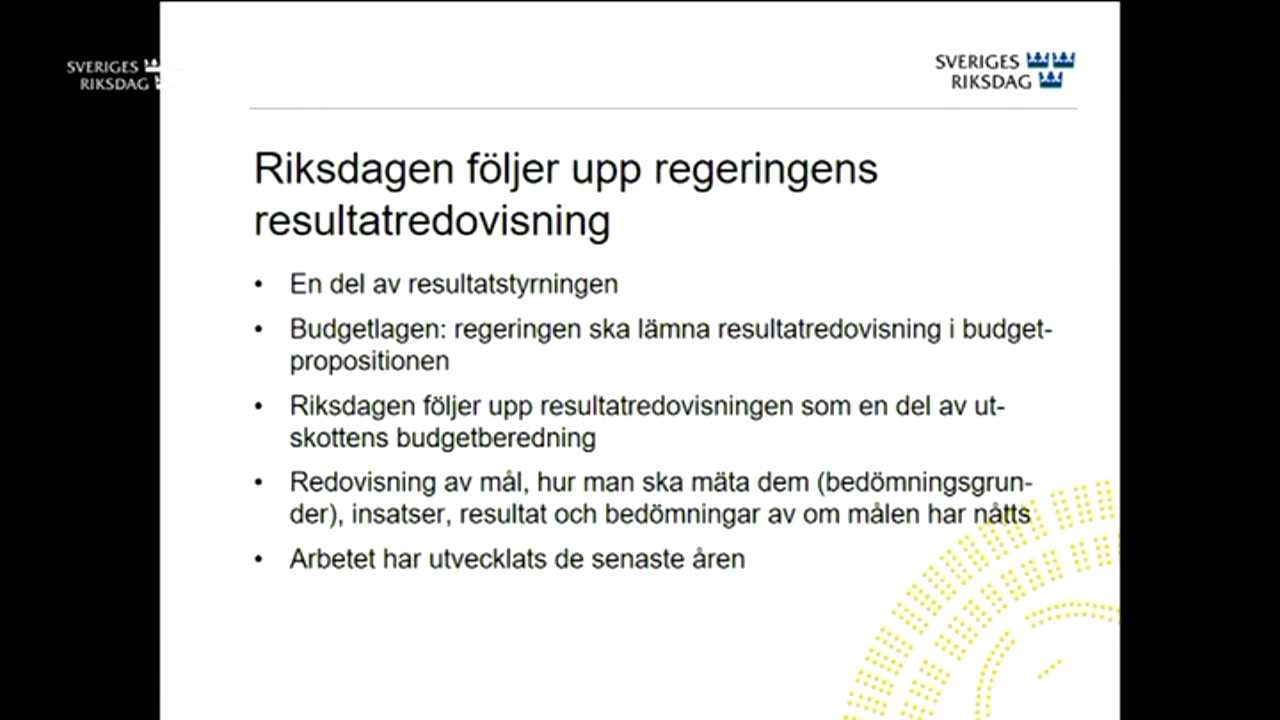 SVERIGES
RIKSDAG
SVERIGES
RIKSDAG
Riksdagen följer upp regeringens
resultatredovisning
• En del av resultatstyrningen
• Budgetlagen: regeringen ska lämna resultatredovisning i budget-
propositionen
• Riksdagen följer upp resultatredovisningen som en del av ut-
skottens budgetberedning
• Redovisning av mål, hur man ska mäta dem (bedömningsgrun-
der), insatser, resultat och bedömningar av om målen har nåtts
• Arbetet har utvecklats de senaste åren